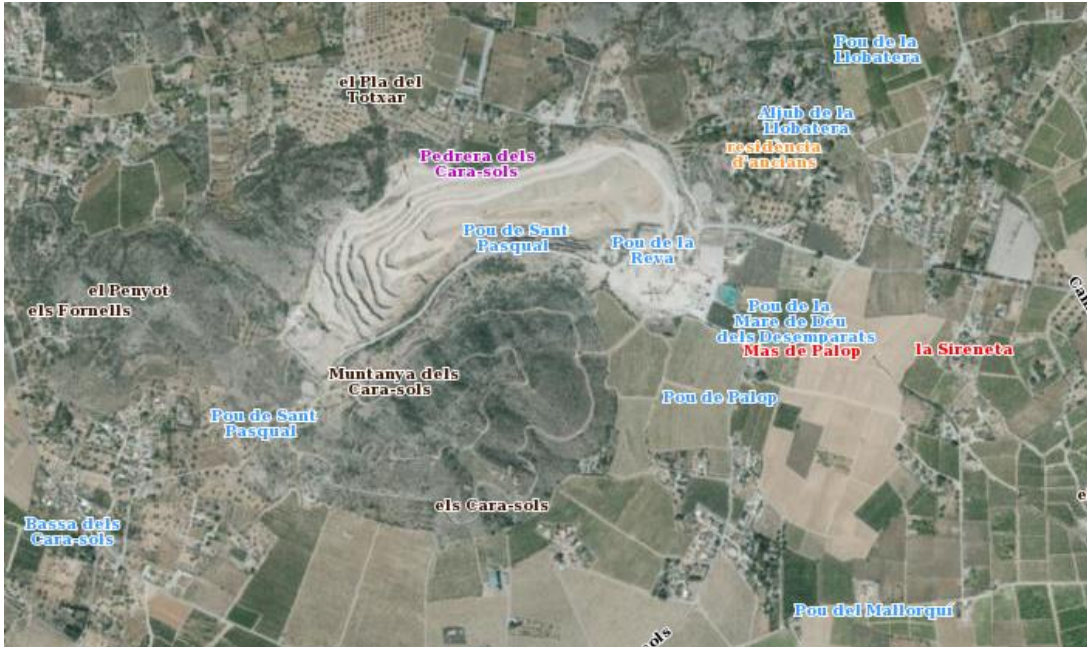 Pou de la
Llobatera
el Pla del
Totxar
Aljub de la
Llobatera
residencia
d'ancians
Pedrera dels
Cara-sols
Pou de Sant
Pasqual
Pou de la
Reva
el Penyot
els Fornells
Ca
Pou de la
Mare de Déu
dels Desemparats
Mas de Palop
la Sireneta
Muntanya dels
Cara-sols
Pou de Palop
Pou de Sant
Pasqual
els Cara-sols
e
Bassa dels
Cara-sols
Pou del Mallorquí
sols